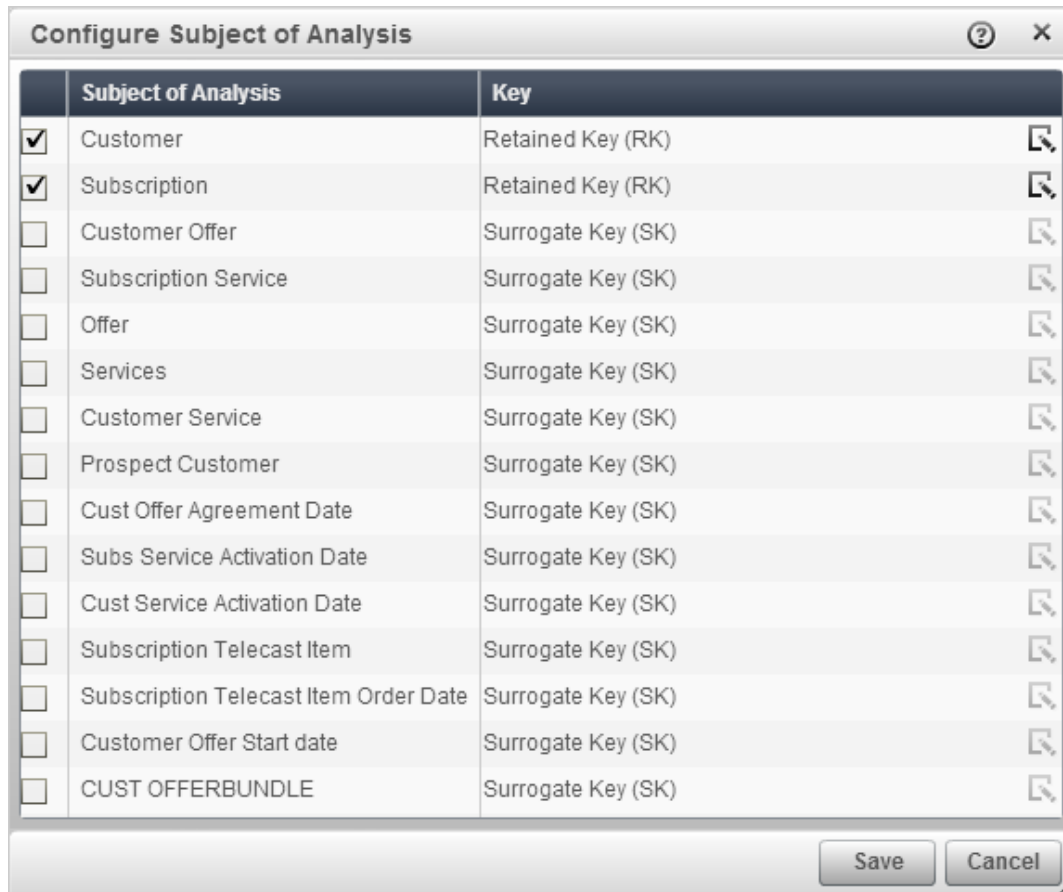 Configure Subject of Analysis
Subject of Analysis Key
Customer Retained Key (RK)
Subscription Retained Key (RK)
Customer Offer Surrogate Key (SK)
Subscription Service Surrogate Key (SK)
Offer Surrogate Key (SK)
Services Surrogate Key (SK)
Customer Service Surrogate Key (SK)
Prospect Customer Surrogate Key (SK)
Cust Offer Agreement Date Surrogate Key (SK)
Subs Service Activation Date Surrogate Key (SK)
Cust Service Activation Date Surrogate Key (SK)
Subscription Telecast Item Surrogate Key (SK)
Subscription Telecast Item Order Date Surrogate Key (SK)
Customer Offer Start date Surrogate Key (SK)
CUST OFFERBUNDLE Surrogate Key (SK)
Save Cancel